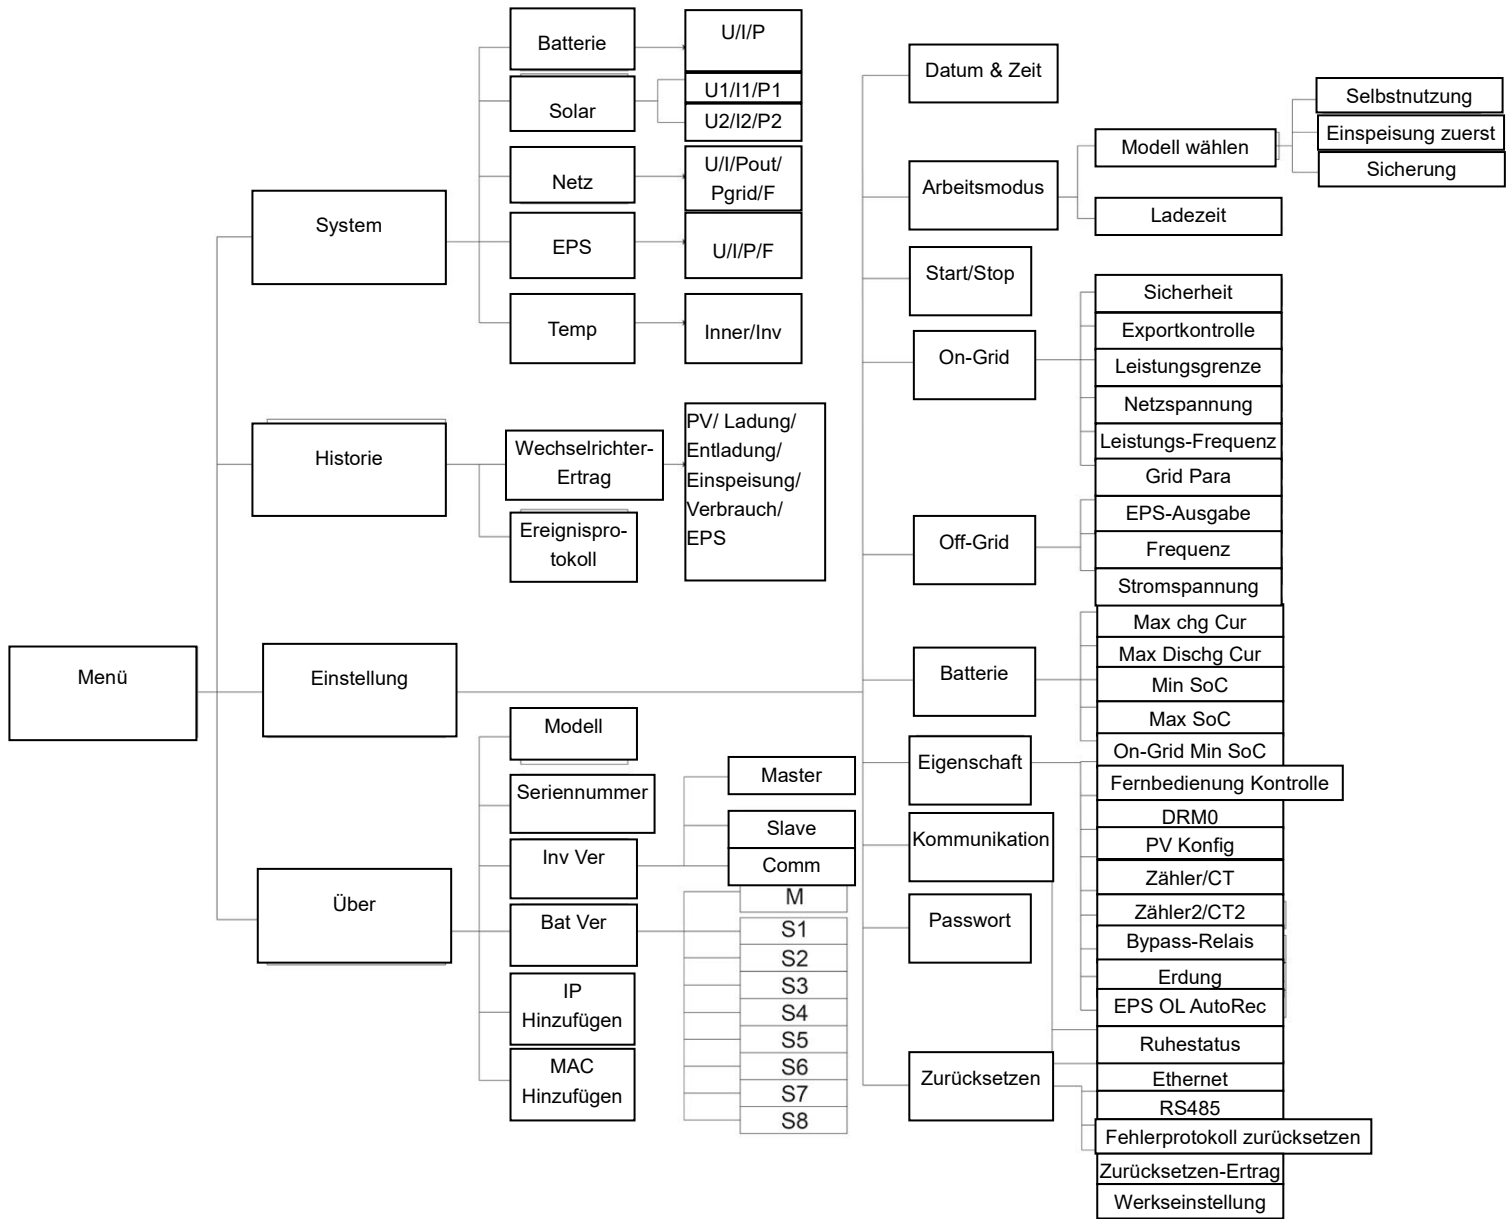 Menü
System
Batterie
U/I/P
Solar
U1/I1/P1
U2/I2/P2
Netz
U/I/Pout/
Pgrid/F
EPS
U/I/P/F
Temp
Inner/Inv
Historie
Wechselrichter-
Ertrag
PV/ Ladung/
Entladung/
Einspeisung/
Verbrauch/
EPS
Ereignispro-
tokoll
Einstellung
Datum & Zeit
Arbeitsmodus
Modell wählen
Selbstnutzung
Einspeisung zuerst
Sicherung
Ladezeit
Start/Stop
On-Grid
Sicherheit
Exportkontrolle
Leistungsgrenze
Netzspannung
Leistungs-Frequenz
Grid Para
Off-Grid
EPS-Ausgabe
Frequenz
Stromspannung
Batterie
Max chg Cur
Max Dischg Cur
Min SoC
Max SoC
On-Grid Min SoC
Eigenschaft
Fernbedienung Kontrolle
DRM0
PV Konfig
Zähler/CT
Zähler2/CT2
Bypass-Relais
Erdung
EPS OL AutoRec
Kommunikation
Ruhestatus
Ethernet
RS485
Passwort
Zurücksetzen
Fehlerprotokoll zurücksetzen
Zurücksetzen-Ertrag
Werkseinstellung
Über
Modell
Seriennummer
Inv Ver
Master
Slave
Comm
Bat Ver
M
S1
S2
S3
S4
S5
S6
S7
S8
IP
Hinzufügen
MAC
Hinzufügen